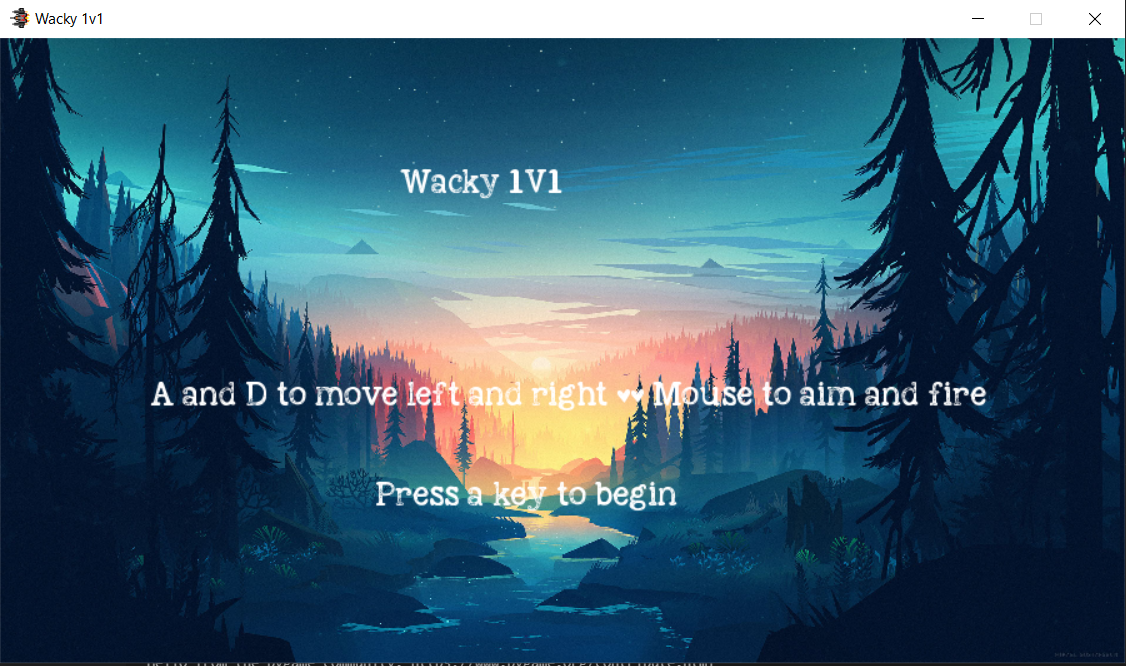 Wacky 1v1
Wacky 1V1
A and D to move left and right ♥♥ Mouse to aim and fire
Press a key to begin